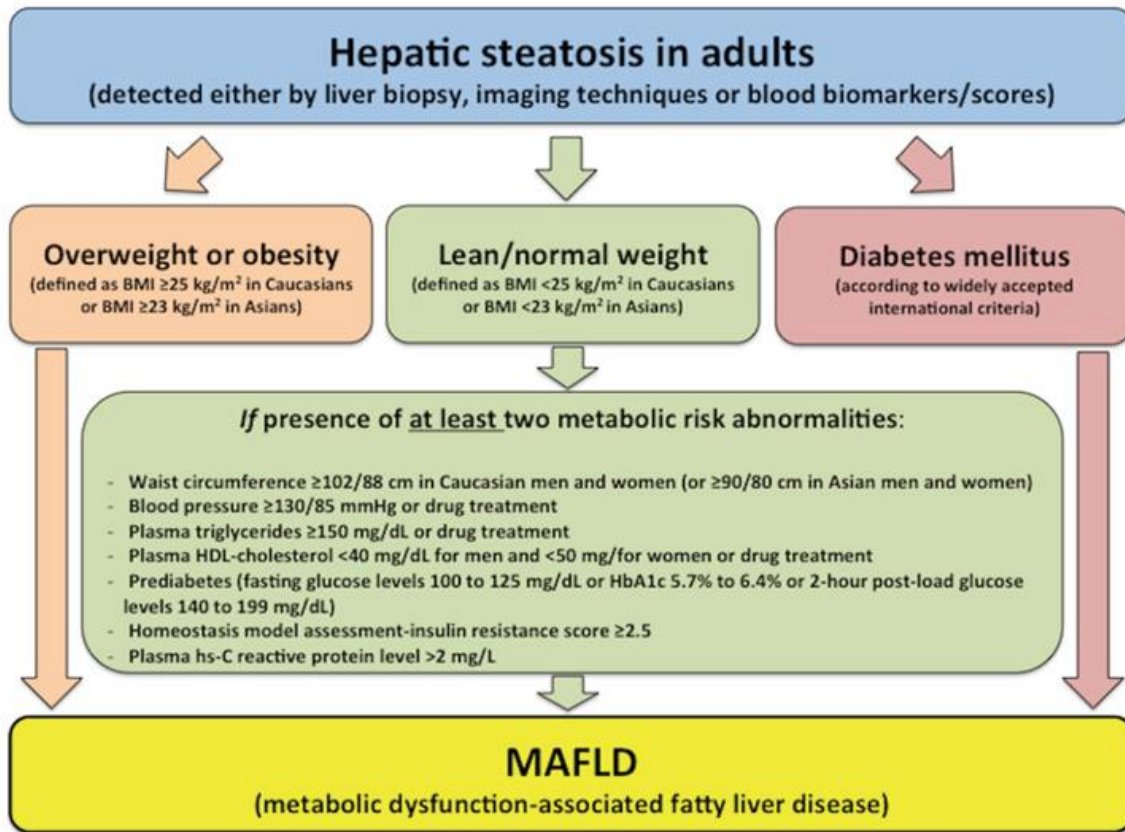 Hepatic steatosis in adults
(detected either by liver biopsy, imaging techniques or blood biomarkers/scores)
Overweight or obesity
(defined as BMI ≥25 kg/m² in Caucasians
or BMI ≥23 kg/m² in Asians)
Lean/normal weight
(defined as BMI <25 kg/m² in Caucasians
or BMI <23 kg/m² in Asians)
Diabetes mellitus
(according to widely accepted
international criteria)
If presence of at least two metabolic risk abnormalities:
- Waist circumference ≥102/88 cm in Caucasian men and women (or ≥90/80 cm in Asian men and women)
- Blood pressure ≥130/85 mmHg or drug treatment
- Plasma triglycerides ≥150 mg/dL or drug treatment
- Plasma HDL-cholesterol <40 mg/dL for men and <50 mg/for women or drug treatment
- Prediabetes (fasting glucose levels 100 to 125 mg/dL or HbA1c 5.7% to 6.4% or 2-hour post-load glucose
levels 140 to 199 mg/dL)
- Homeostasis model assessment-insulin resistance score ≥2.5
- Plasma hs-C reactive protein level >2 mg/L
MAFLD
(metabolic dysfunction-associated fatty liver disease)